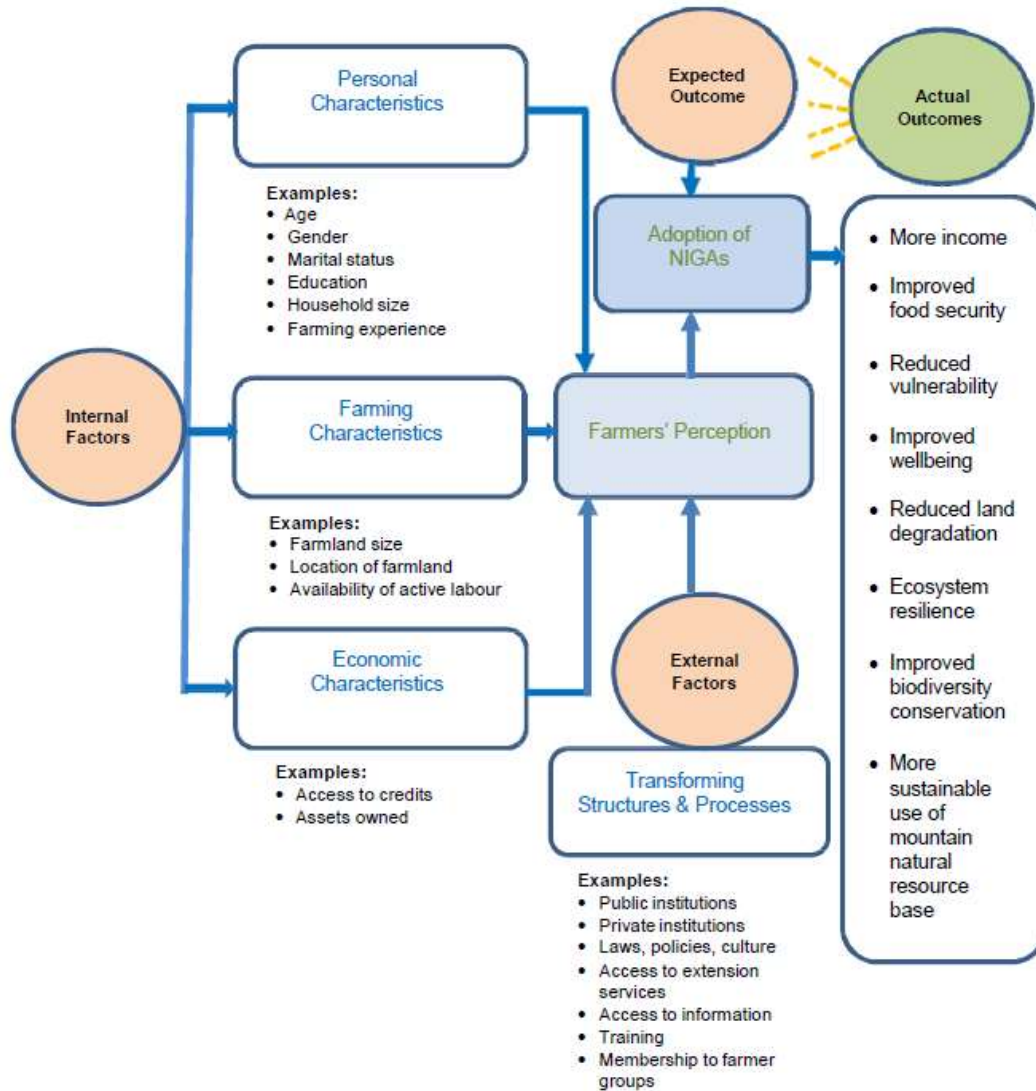 Personal
Characteristics
Examples:
• Age
• Gender
• Marital status
• Education
• Household size
• Farming experience
Internal
Factors
Farming
Characteristics
Examples:
• Farmland size
• Location of farmland
• Availability of active labour
Economic
Characteristics
Examples:
• Access to credits
• Assets owned
Expected
Outcome
Adoption of
NIGAs
Farmers' Perception
External
Factors
Transforming
Structures & Processes
Examples:
• Public institutions
• Private institutions
• Laws, policies, culture
• Access to extension
services
• Access to information
• Training
• Membership to farmer
groups
Actual
Outcomes
• More income
• Improved
food security
• Reduced
vulnerability
• Improved
wellbeing
• Reduced land
degradation
• Ecosystem
resilience
• Improved
biodiversity
conservation
• More
sustainable
use of
mountain
natural
resource
base